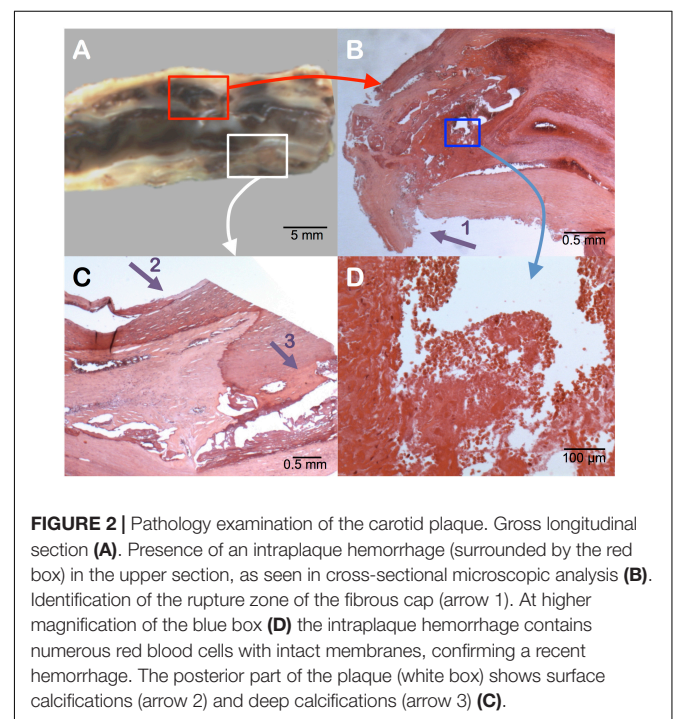 A
B
5 mm
1
0.5 mm
C
2
D
3
0.5 mm
100 µm
FIGURE 2 | Pathology examination of the carotid plaque. Gross longitudinal
section (A). Presence of an intraplaque hemorrhage (surrounded by the red
box) in the upper section, as seen in cross-sectional microscopic analysis (B).
Identification of the rupture zone of the fibrous cap (arrow 1). At higher
magnification of the blue box (D) the intraplaque hemorrhage contains
numerous red blood cells with intact membranes, confirming a recent
hemorrhage. The posterior part of the plaque (white box) shows surface
calcifications (arrow 2) and deep calcifications (arrow 3) (C).